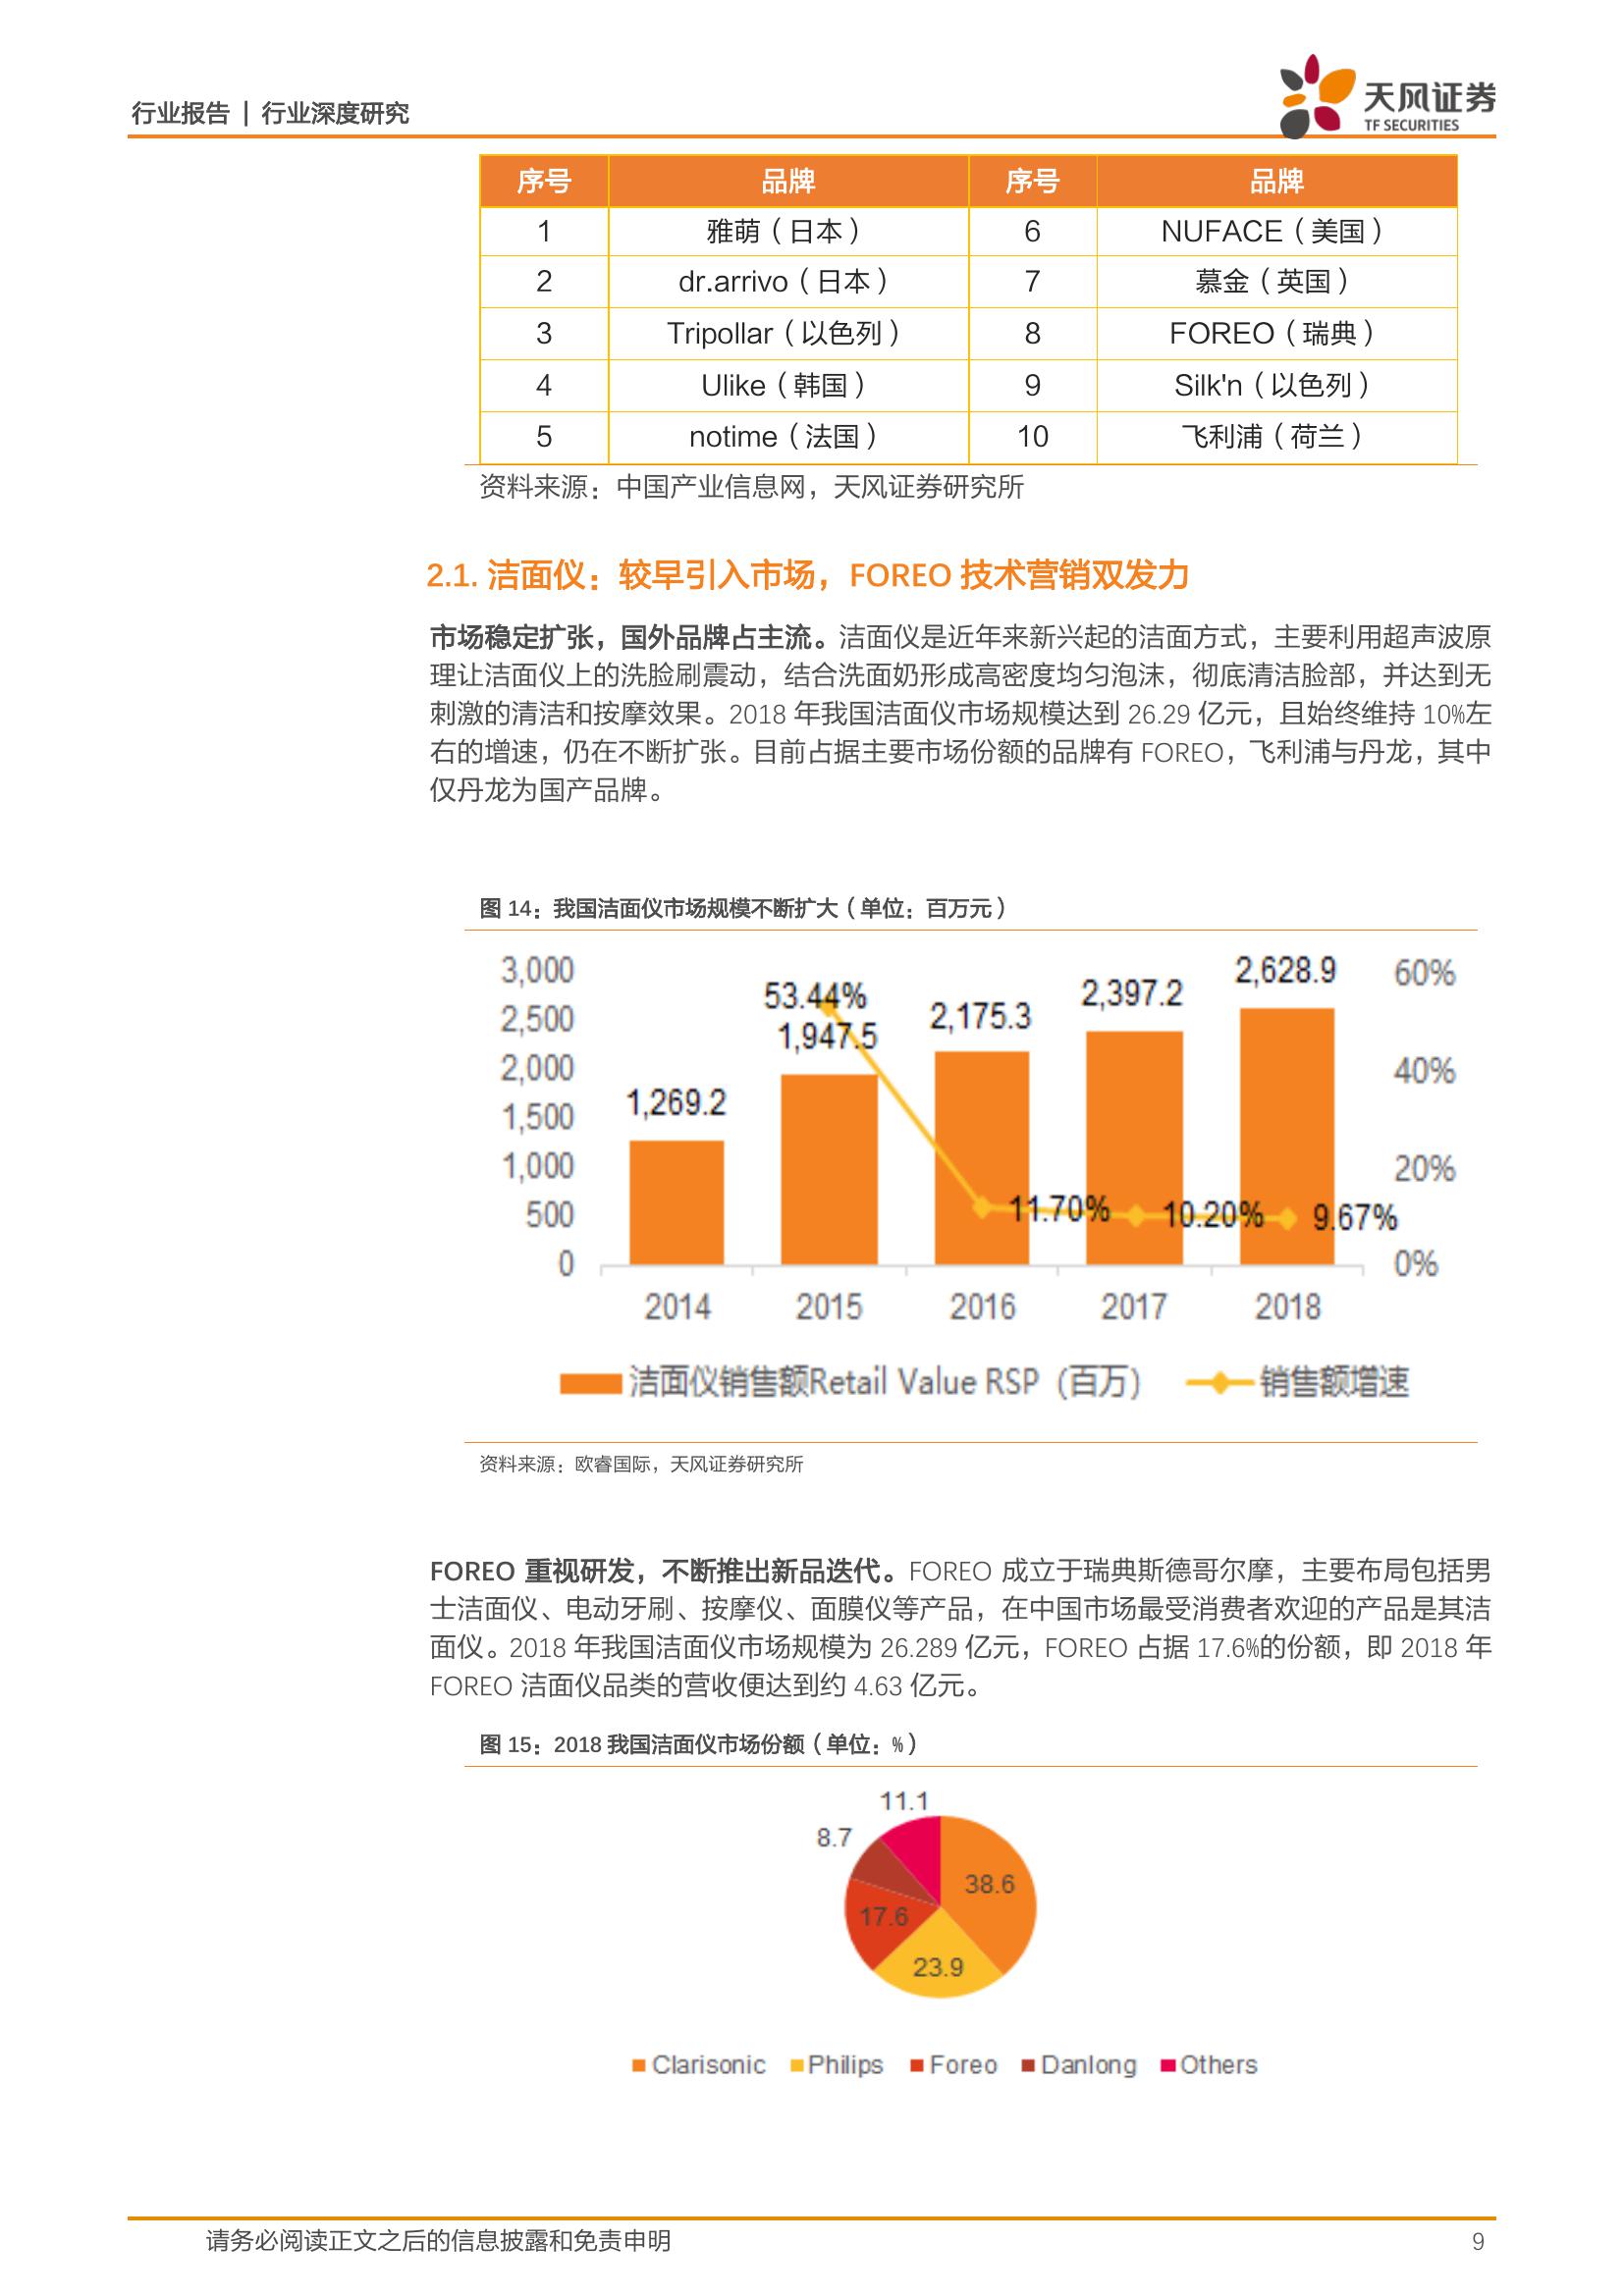 行业报告 | 行业深度研究
天风证券
TF SECURITIES
序号 品牌 序号 品牌
1 雅萌（日本） 6 NUFACE（美国）
2 dr.arrivo（日本） 7 慕金（英国）
3 Tripollar（以色列） 8 FOREO（瑞典）
4 Ulike（韩国） 9 Silk'n（以色列）
5 notime（法国） 10 飞利浦（荷兰）
资料来源：中国产业信息网，天风证券研究所
2.1. 洁面仪：较早引入市场，FOREO 技术营销双发力
市场稳定扩张，国外品牌占主流。洁面仪是近年来新兴起的洁面方式，主要利用超声波原
理让洁面仪上的洗脸刷震动，结合洗面奶形成高密度均匀泡沫，彻底清洁脸部，并达到无
刺激的清洁和按摩效果。2018 年我国洁面仪市场规模达到 26.29 亿元，且始终维持 10%左
右的增速，仍在不断扩张。目前占据主要市场份额的品牌有 FOREO，飞利浦与丹龙，其中
仅丹龙为国产品牌。
图 14：我国洁面仪市场规模不断扩大（单位：百万元）
3,000
2,500
2,000
1,500
1,000
500
0
1,269.2
53.44%
1,947.5
2,175.3
2,397.2
2,628.9
11.70%
10.20%
9.67%
60%
40%
20%
0%
2014 2015 2016 2017 2018
洁面仪销售额Retail Value RSP（百万） 销售额增速
资料来源：欧睿国际，天风证券研究所
FOREO 重视研发，不断推出新品迭代。FOREO 成立于瑞典斯德哥尔摩，主要布局包括男
士洁面仪、电动牙刷、按摩仪、面膜仪等产品，在中国市场最受消费者欢迎的产品是其洁
面仪。2018 年我国洁面仪市场规模为 26.289 亿元，FOREO 占据 17.6%的份额，即 2018 年
FOREO 洁面仪品类的营收便达到约 4.63 亿元。
图 15：2018 我国洁面仪市场份额（单位：%）
11.1
8.7
38.6
17.6
23.9
Clarisonic Philips Foreo Danlong Others
请务必阅读正文之后的信息披露和免责申明 9